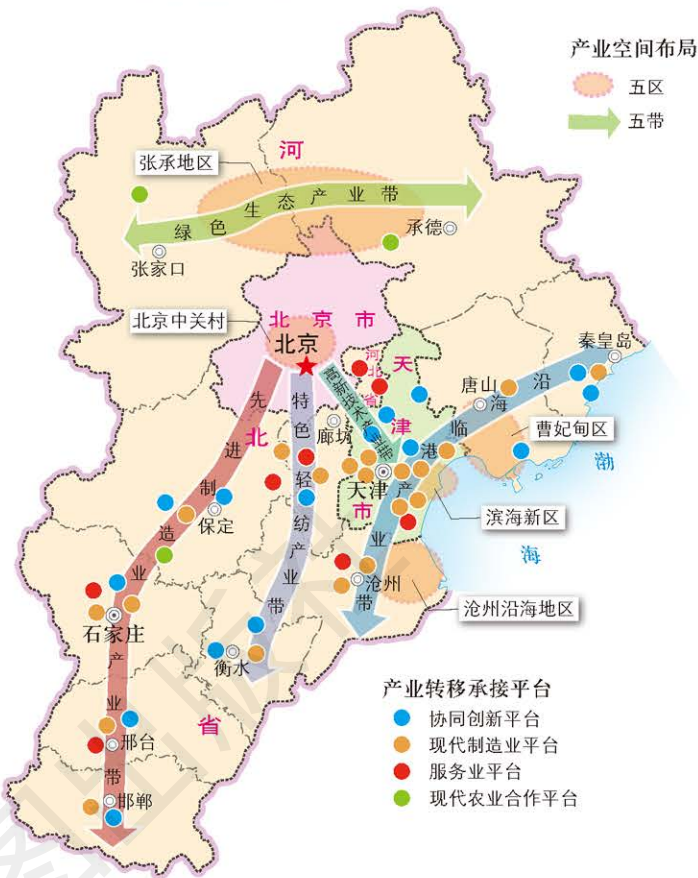 产业空间布局
五区
五带
河
张承地区
绿色生态产业带
承德
张家口
北京中关村
北京市
北京
秦皇岛
河北省
天津市
高新技术产业带
唐山
沿海临港产业带
先进制造业产业带
特色轻纺产业带
廊坊
北
曹妃甸区
渤海
天津
滨海新区
保定
沧州
沧州沿海地区
石家庄
衡水
省
邢台
邯郸
产业转移承接平台
协同创新平台
现代制造业平台
服务业平台
现代农业合作平台